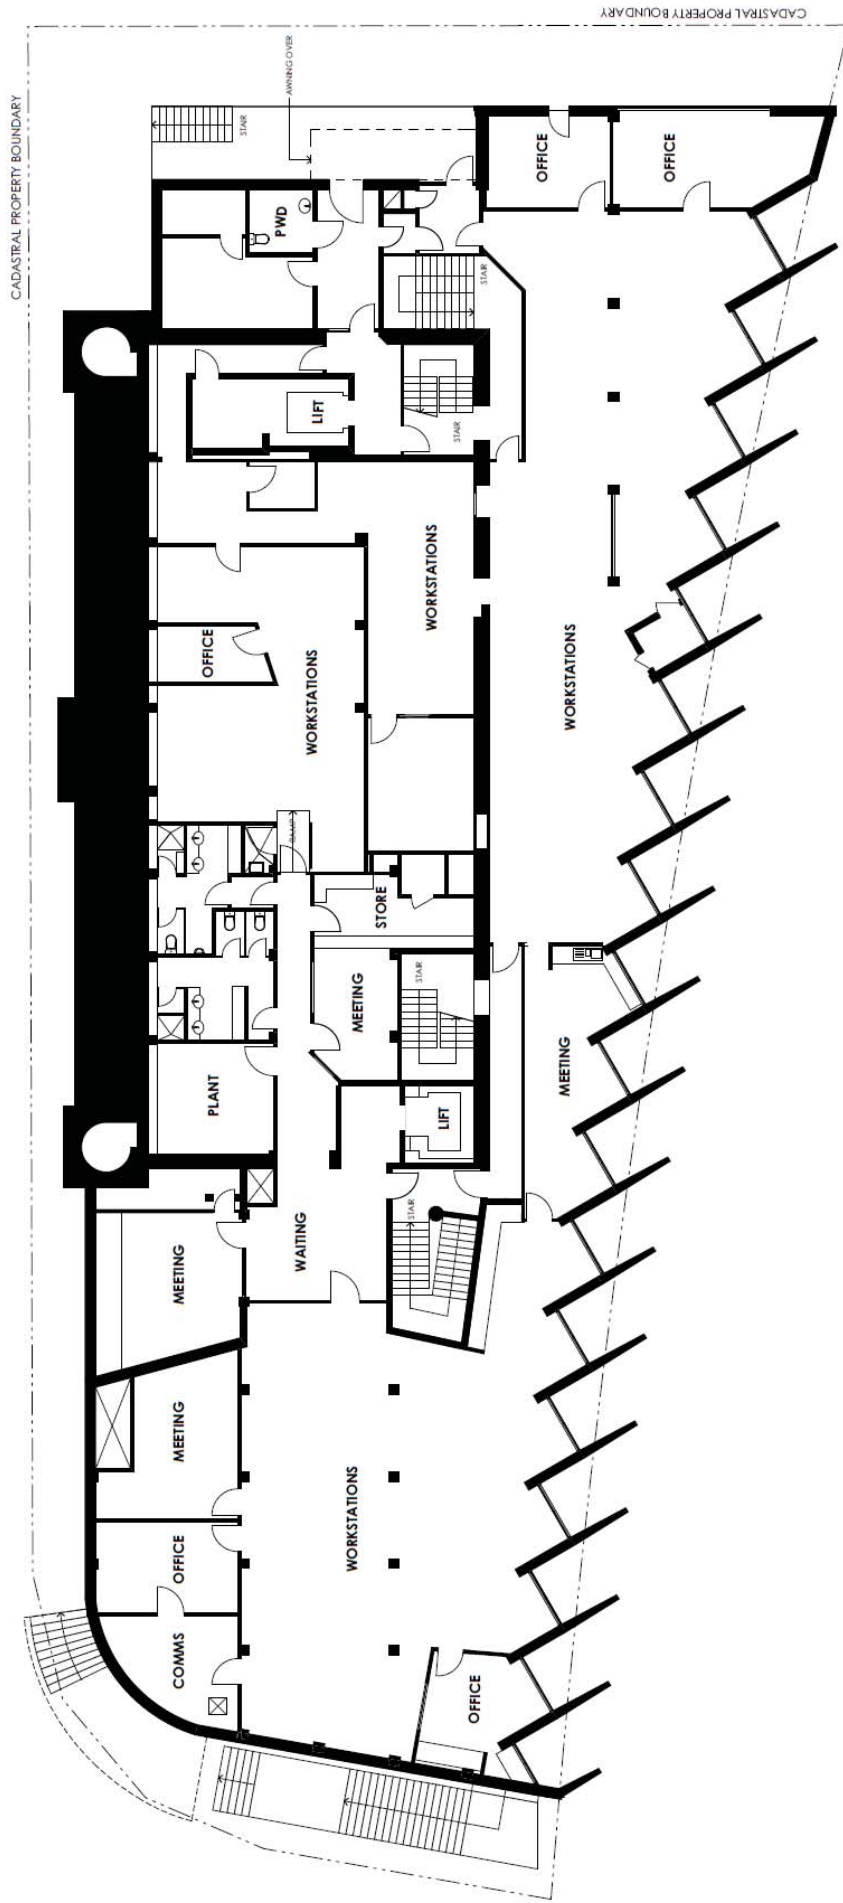 CADASTRAL PROPERTY BOUNDARY
CADASTRAL PROPERTY BOUNDARY
AWNING OVER
STAIR
OFFICE
OFFICE
PWD
STAIR
LIFT
STAIR
WORKSTATIONS
OFFICE
WORKSTATIONS
WORKSTATIONS
RAMP
STORE
STAIR
MEETING
MEETING
PLANT
LIFT
STAIR
WAITING
MEETING
MEETING
WORKSTATIONS
OFFICE
COMMS
OFFICE